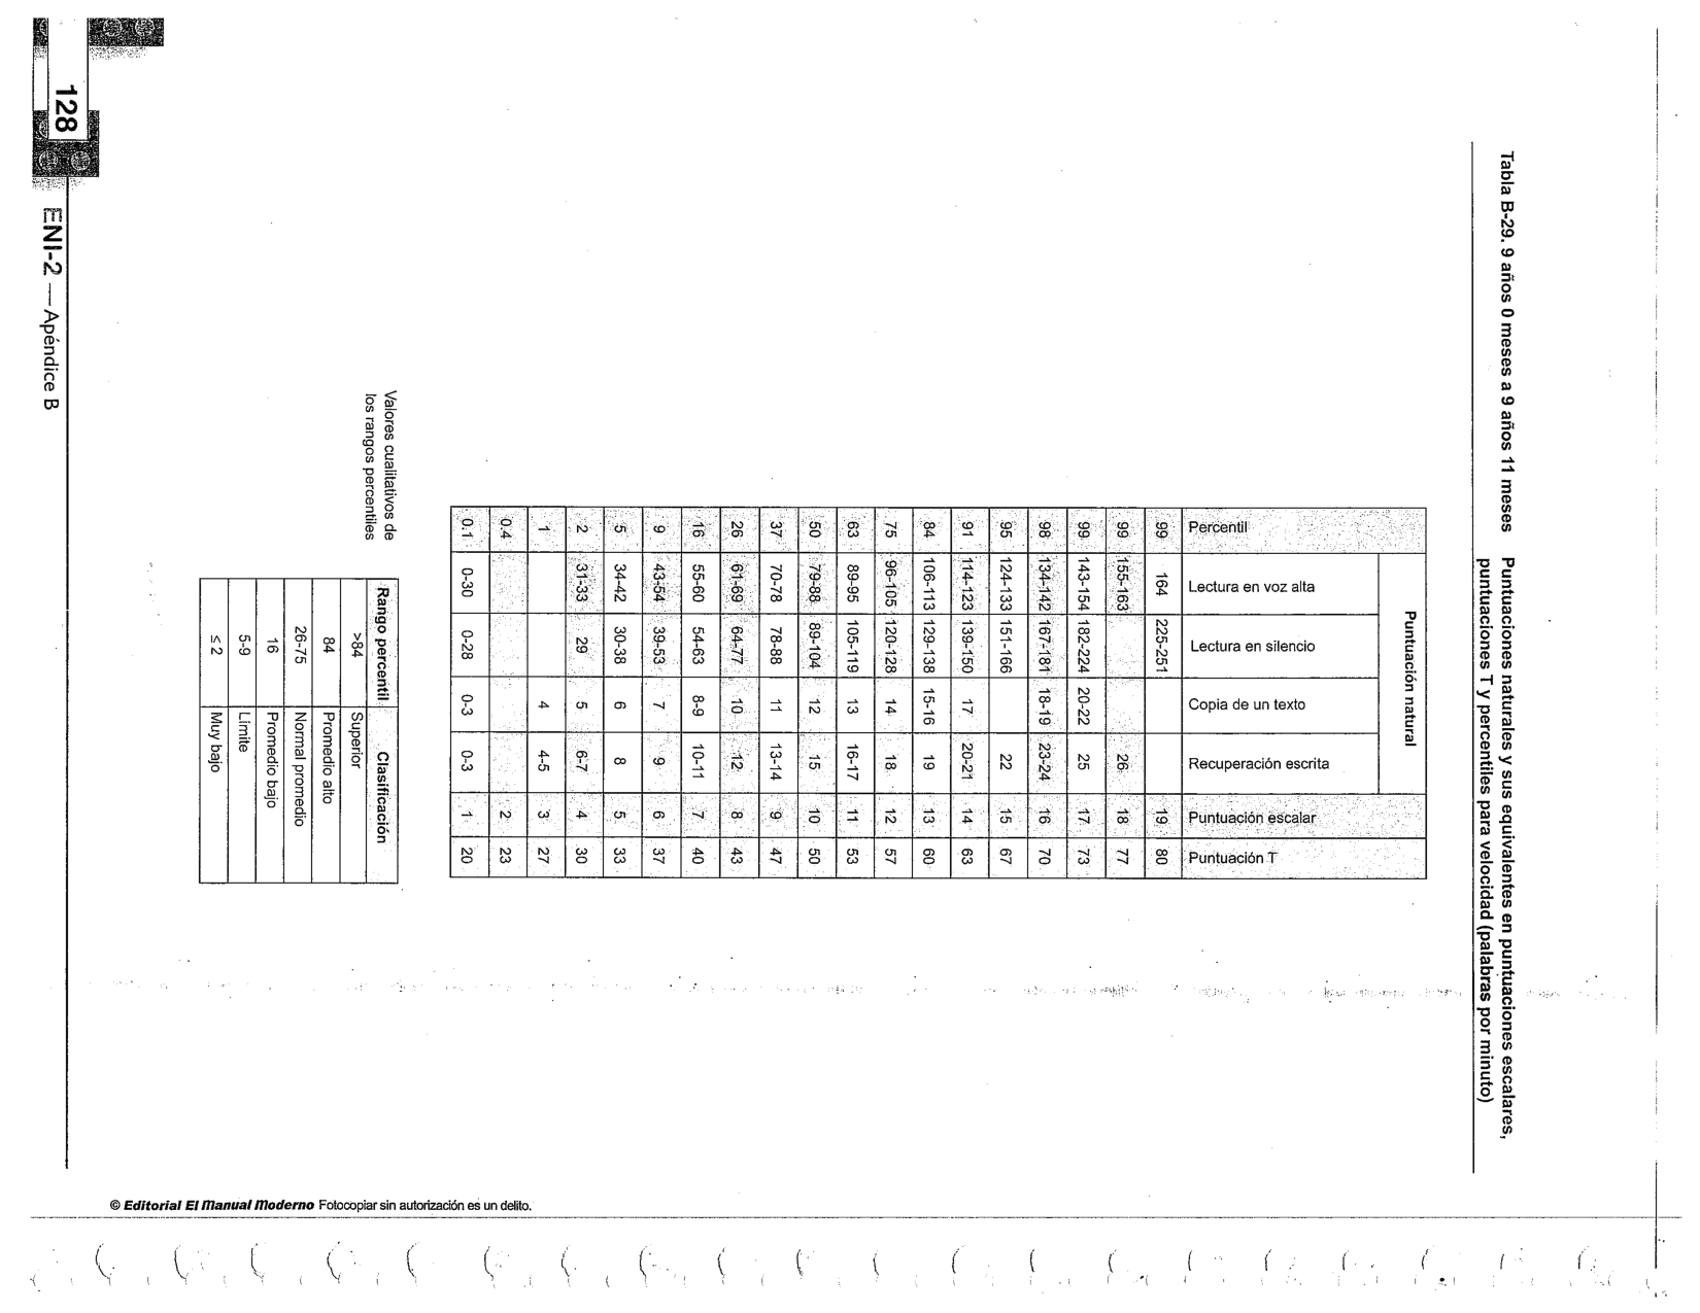 Tabla B-29. 9 años 0 meses a 9 años 11 meses Puntuaciones naturales y sus equivalentes en puntuaciones escalares,
puntuaciones T y percentiles para velocidad (palabras por minuto)
Puntuación natural
Percentil Lectura en voz alta Lectura en silencio Copia de un texto Recuperación escrita Puntuación escalar Puntuación T
99 164 225-251 19 80
99 155-163 26 18 77
99 143-154 182-224 20-22 25 17 73
98 134-142 167-181 18-19 23-24 16 70
95 124-133 151-166 22 15 67
91 114-123 139-150 17 20-21 14 63
84 106-113 129-138 15-16 19 13 60
75 96-105 120-128 14 18 12 57
63 89-95 105-119 13 16-17 11 53
50 79-88 89-104 12 15 10 50
37 70-78 78-88 11 13-14 9 47
26 61-69 64-77 10 12 8 43
16 55-60 54-63 8-9 10-11 7 40
9 43-54 39-53 7 9 6 37
5 34-42 30-38 6 8 5 33
2 31-33 29 5 6-7 4 30
1 4 4-5 3 27
0.4 2 23
0.1 0-30 0-28 0-3 0-3 1 20
Valores cualitativos de
los rangos percentiles
Rango percentil Clasificación
>84 Superior
84 Promedio alto
26-75 Normal promedio
16 Promedio bajo
5-9 Límite
≤ 2 Muy bajo
128 ENI-2 — Apéndice B
© Editorial El Manual Moderno Fotocopiar sin autorización es un delito.